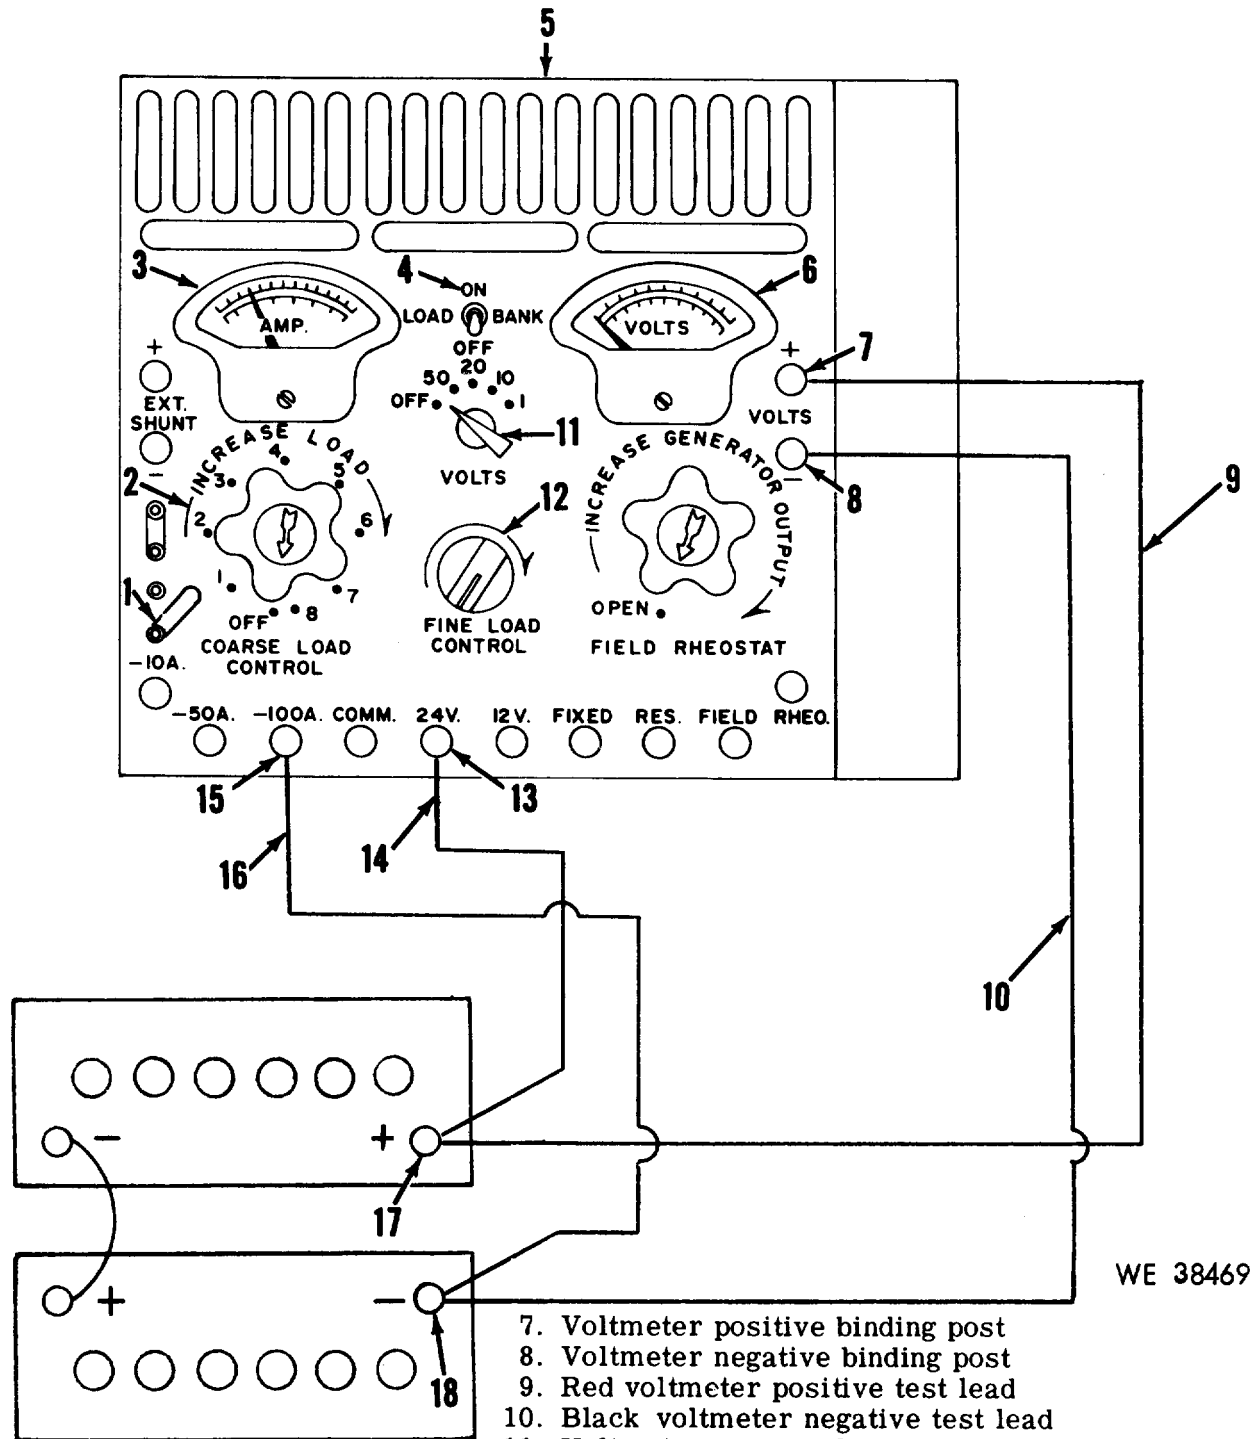 5
3
4
6
ON
LOAD BANK
OFF
AMP.
VOLTS
+
EXT.
SHUNT
-
50 20 10
OFF 1
VOLTS
11
+
7
VOLTS
-
8
9
2
INCREASE LOAD
1 2 3 4 5 6 7 8
OFF
COARSE LOAD
CONTROL
12
FINE LOAD
CONTROL
INCREASE GENERATOR OUTPUT
OPEN
FIELD RHEOSTAT
1
-10A.
-50A. -100A. COMM. 24V. 12V. FIXED RES. FIELD RHEO.
15
13
16
14
10
- +
17
+ -
18
WE 38469
7. Voltmeter positive binding post
8. Voltmeter negative binding post
9. Red voltmeter positive test lead
10. Black voltmeter negative test lead